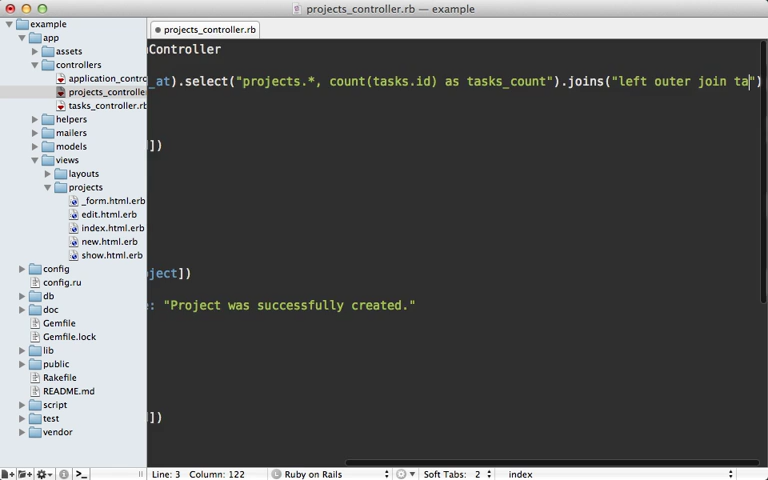 projects_controller.rb — example
example
app
assets
controllers
application_contro
projects_controlle
tasks_controller.rb
helpers
mailers
models
views
layouts
projects
_form.html.erb
edit.html.erb
index.html.erb
new.html.erb
show.html.erb
config
config.ru
db
doc
Gemfile
Gemfile.lock
lib
public
Rakefile
README.md
script
test
vendor
projects_controller.rb
Controller
_at).select("projects.*, count(tasks.id) as tasks_count").joins("left outer join ta")
])
ject])
: "Project was successfully created."
])
Line: 3 Column: 122 Ruby on Rails Soft Tabs: 2 index